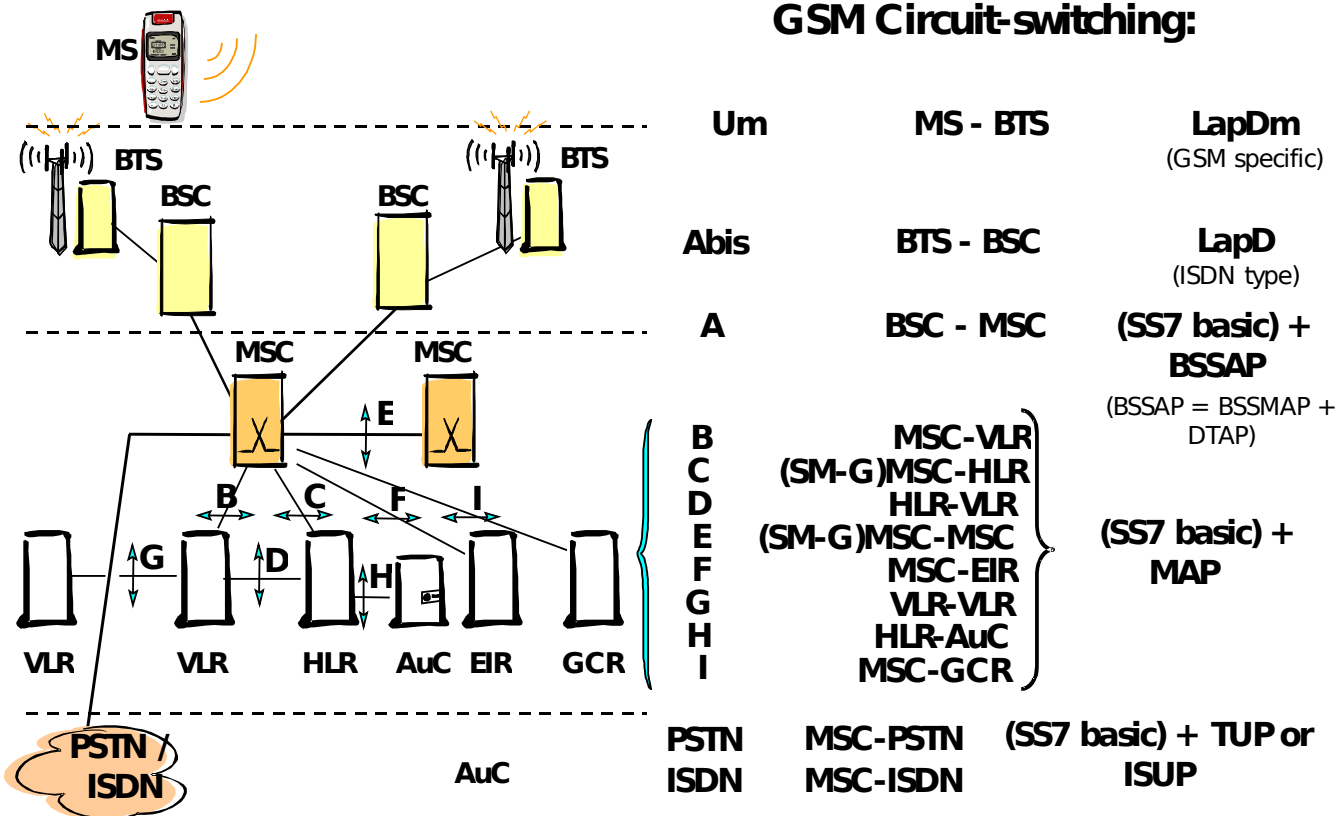 GSM Circuit-switching:
MS
BTS
BTS
BSC
BSC
MSC
MSC
E
B
C
F
I
G
D
H
VLR
VLR
HLR
AuC
EIR
GCR
PSTN /
ISDN
AuC
Um MS - BTS LapDm
(GSM specific)
Abis BTS - BSC LapD
(ISDN type)
A BSC - MSC (SS7 basic) +
BSSAP
(BSSAP = BSSMAP +
DTAP)
B MSC-VLR
C (SM-G)MSC-HLR
D HLR-VLR
E (SM-G)MSC-MSC
F MSC-EIR
G VLR-VLR
H HLR-AuC
I MSC-GCR
(SS7 basic) +
MAP
PSTN MSC-PSTN (SS7 basic) + TUP or
ISDN MSC-ISDN ISUP